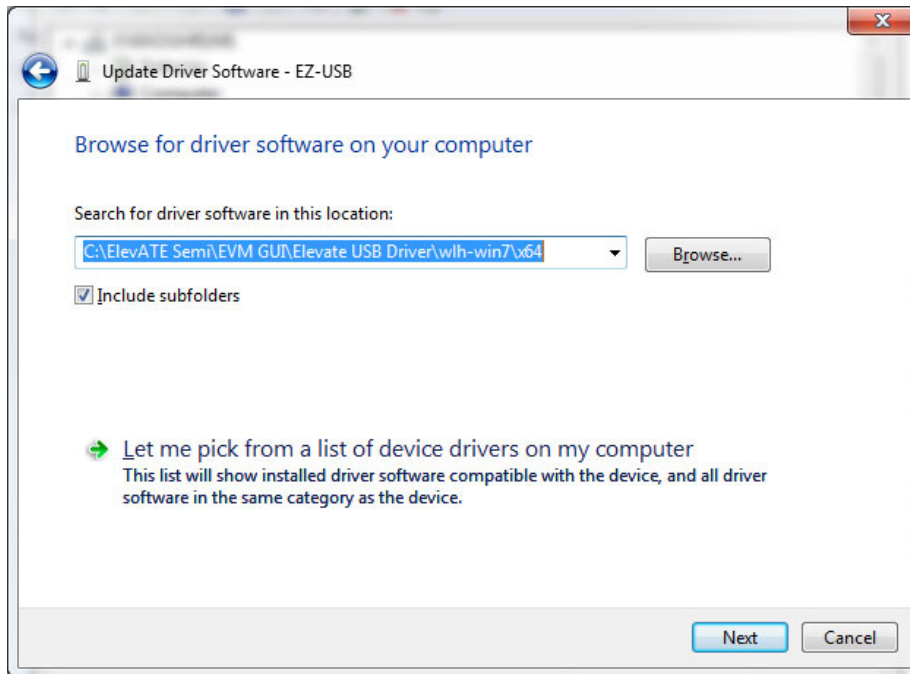 Update Driver Software - EZ-USB
Browse for driver software on your computer
Search for driver software in this location:
C:\ElevATE Semi\EVM GUI\Elevate USB Driver\wlh-win7\x64
Browse...
Include subfolders
Let me pick from a list of device drivers on my computer
This list will show installed driver software compatible with the device, and all driver
software in the same category as the device.
Next
Cancel